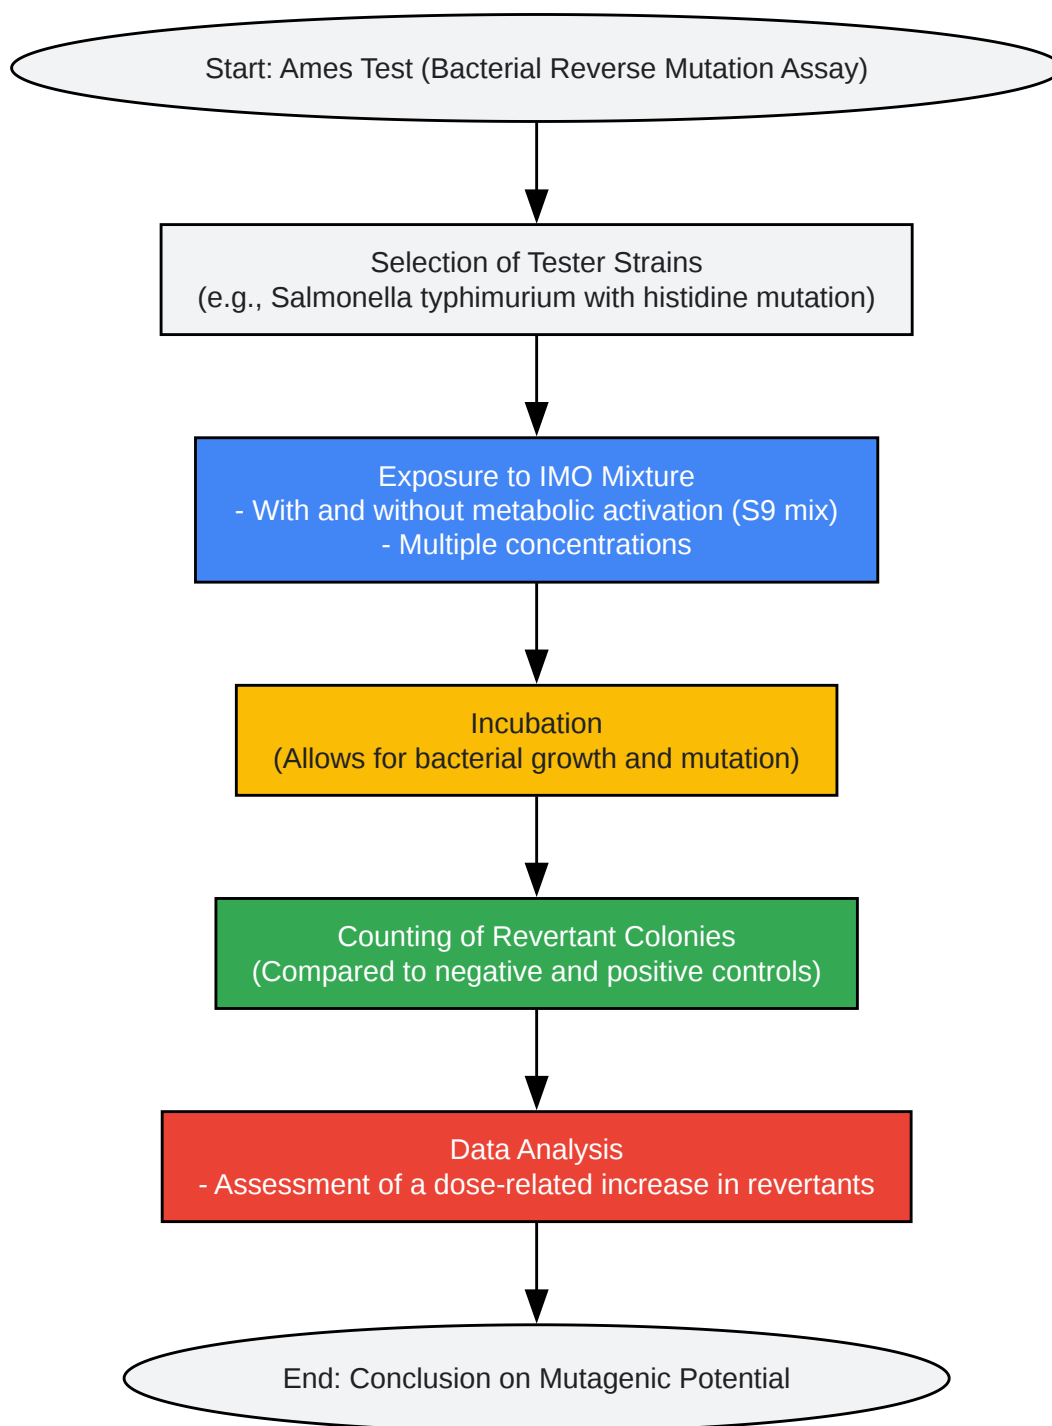 Start: Ames Test (Bacterial Reverse Mutation Assay)
Selection of Tester Strains
(e.g., Salmonella typhimurium with histidine mutation)
Exposure to IMO Mixture
- With and without metabolic activation (S9 mix)
- Multiple concentrations
Incubation
(Allows for bacterial growth and mutation)
Counting of Revertant Colonies
(Compared to negative and positive controls)
Data Analysis
- Assessment of a dose-related increase in revertants
End: Conclusion on Mutagenic Potential